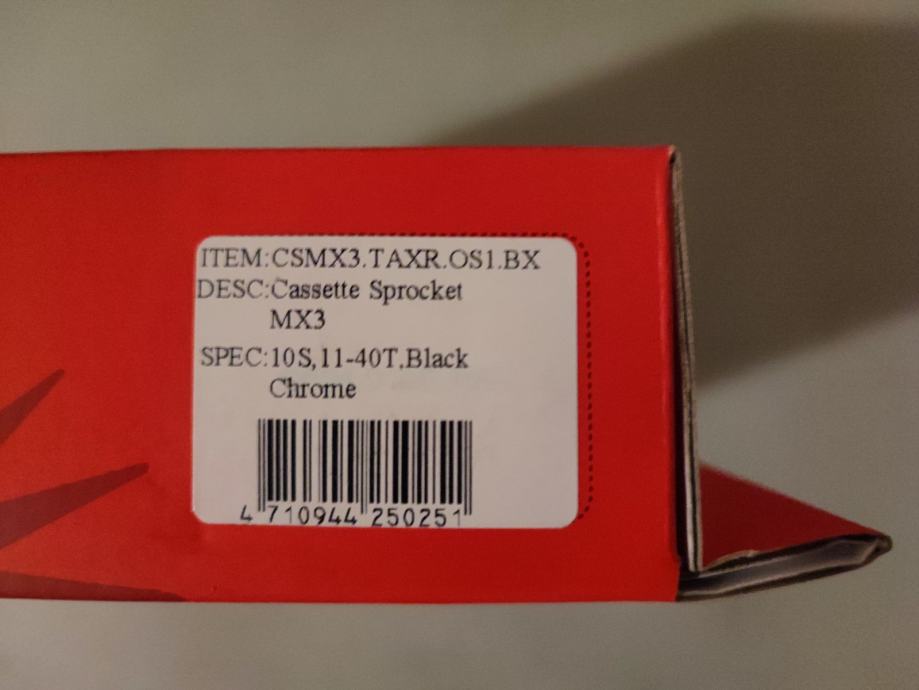 ITEM:CSMX3.TAXR.OS1.BX
DESC:Cassette Sprocket
MX3
SPEC:10S,11-40T,Black
Chrome
4 710944 250251